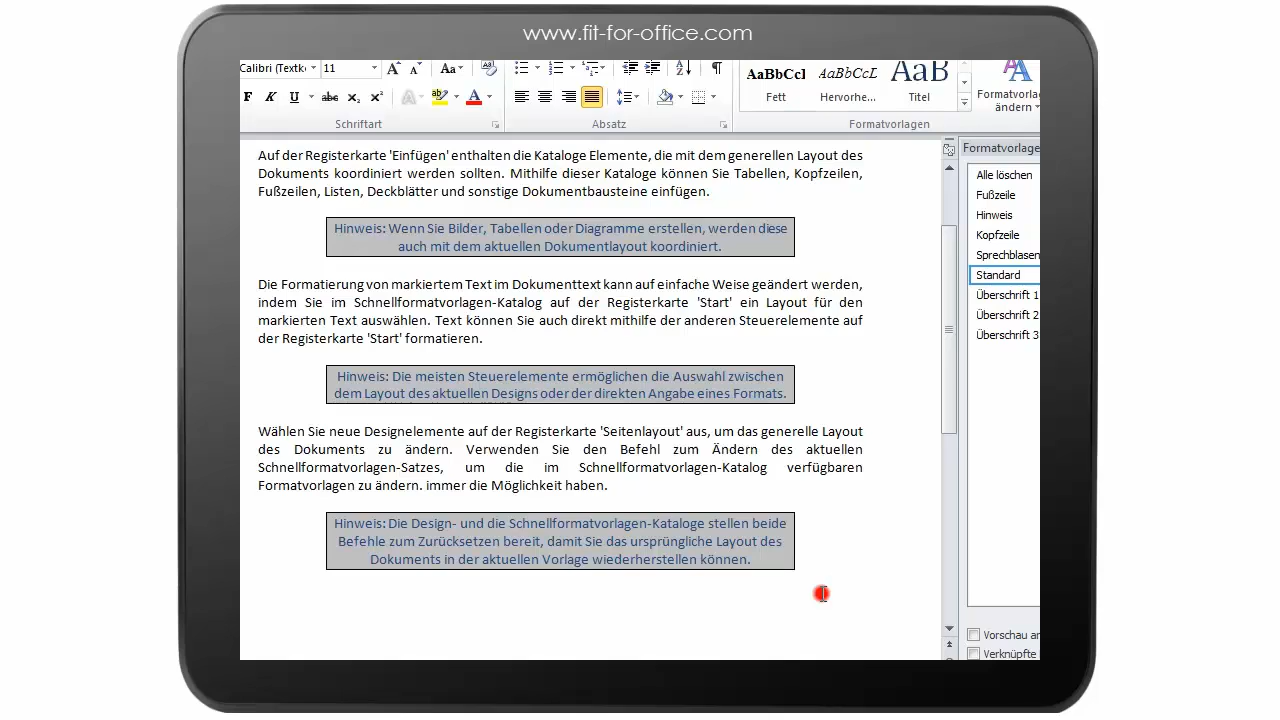 www.fit-for-office.com
Calibri (Textk 11 Aa
AaBbCcI AaBbCcL AaB
F K U abc x₂ x² A ab A
Fett Hervorhe... Titel Formatvorlag
ändern
Schriftart Absatz Formatvorlagen
Auf der Registerkarte 'Einfügen' enthalten die Kataloge Elemente, die mit dem generellen Layout des
Dokuments koordiniert werden sollten. Mithilfe dieser Kataloge können Sie Tabellen, Kopfzeilen,
Fußzeilen, Listen, Deckblätter und sonstige Dokumentbausteine einfügen.
Hinweis: Wenn Sie Bilder, Tabellen oder Diagramme erstellen, werden diese
auch mit dem aktuellen Dokumentlayout koordiniert.
Die Formatierung von markiertem Text im Dokumenttext kann auf einfache Weise geändert werden,
indem Sie im Schnellformatvorlagen-Katalog auf der Registerkarte 'Start' ein Layout für den
markierten Text auswählen. Text können Sie auch direkt mithilfe der anderen Steuerelemente auf
der Registerkarte 'Start' formatieren.
Hinweis: Die meisten Steuerelemente ermöglichen die Auswahl zwischen
dem Layout des aktuellen Designs oder der direkten Angabe eines Formats.
Wählen Sie neue Designelemente auf der Registerkarte 'Seitenlayout' aus, um das generelle Layout
des Dokuments zu ändern. Verwenden Sie den Befehl zum Ändern des aktuellen
Schnellformatvorlagen-Satzes, um die im Schnellformatvorlagen-Katalog verfügbaren
Formatvorlagen zu ändern. immer die Möglichkeit haben.
Hinweis: Die Design- und die Schnellformatvorlagen-Kataloge stellen beide
Befehle zum Zurücksetzen bereit, damit Sie das ursprüngliche Layout des
Dokuments in der aktuellen Vorlage wiederherstellen können.
Formatvorlage
Alle löschen
Fußzeile
Hinweis
Kopfzeile
Sprechblasen
Standard
Überschrift 1
Überschrift 2
Überschrift 3
Vorschau an
Verknüpfte